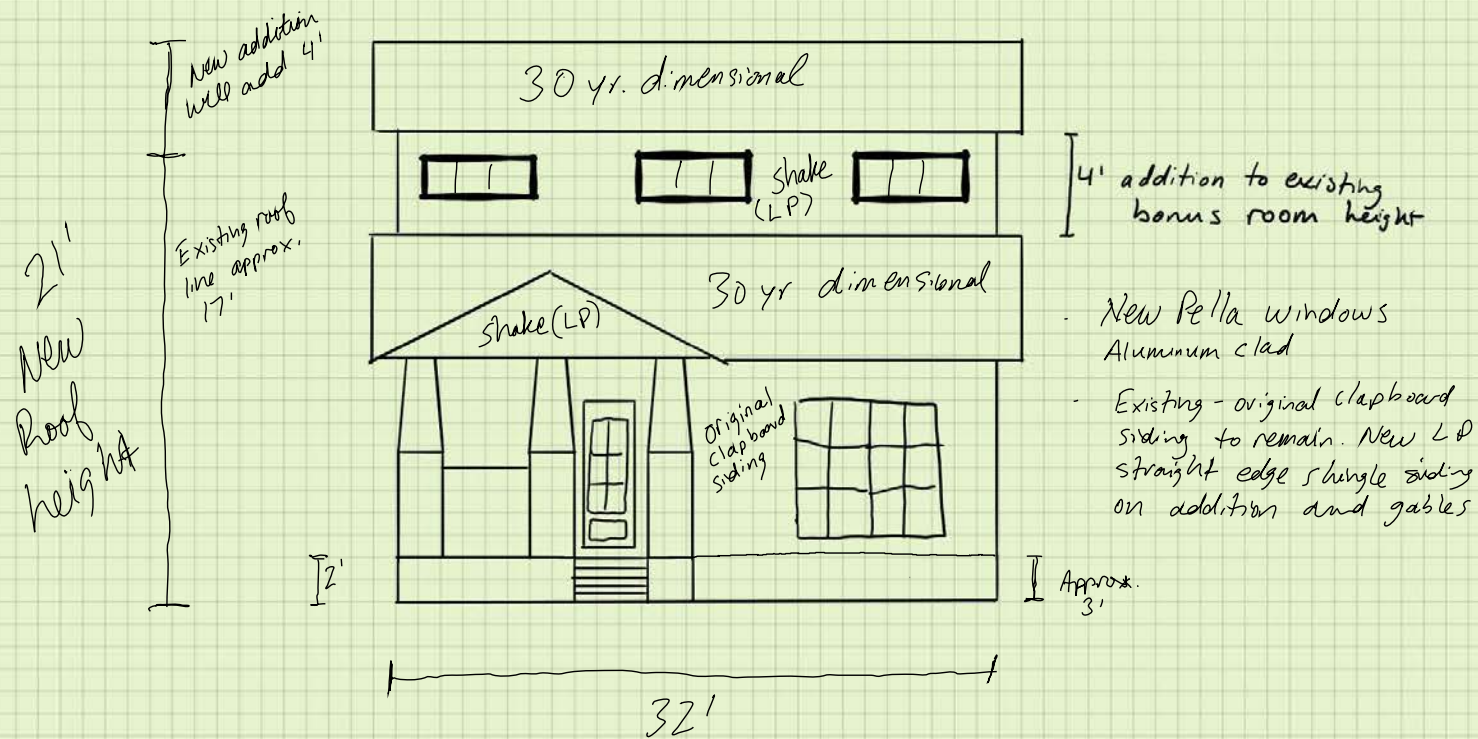 New addition
will add 4'
Existing roof
line approx.
17'
21'
New
Roof
height
30 yr. dimensional
shake
(LP)
30 yr dimensional
shake (LP)
original
clapboard
siding
2'
32'
4' addition to existing
bonus room height
- New Pella windows
Aluminum clad
- Existing - original clapboard
siding to remain. New LP
straight edge shingle siding
on addition and gables
Approx.
3'